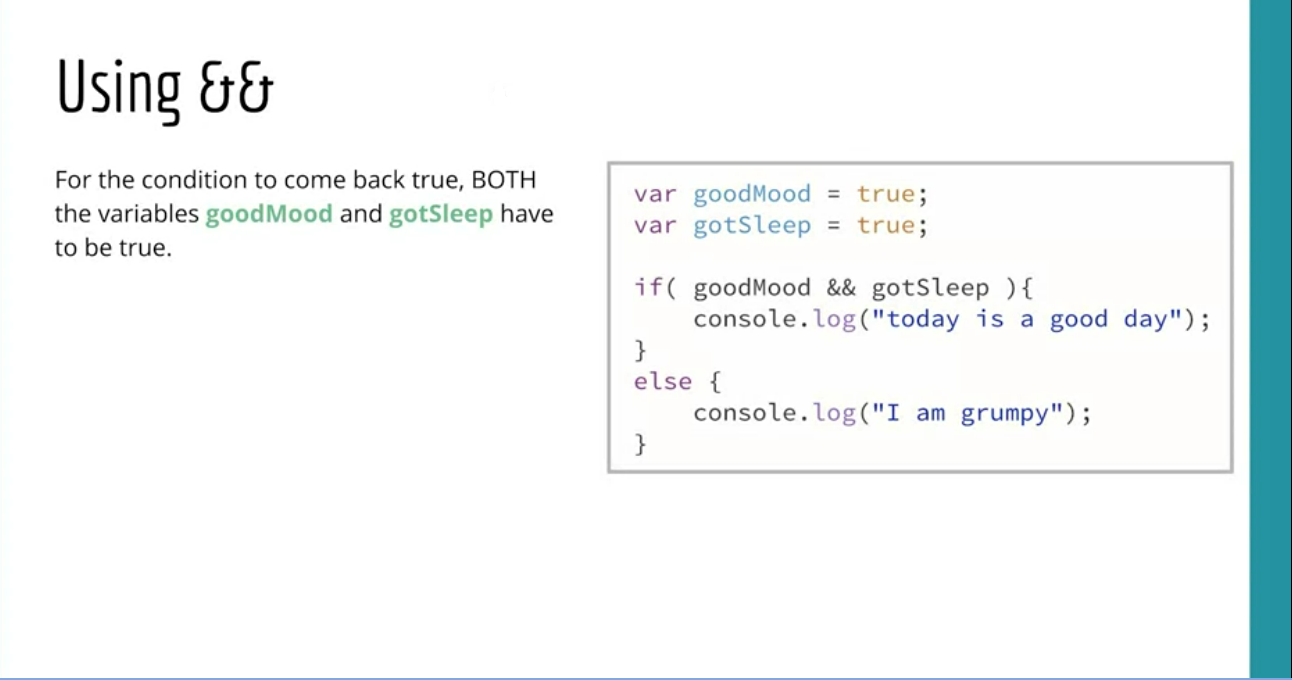 Using &&
For the condition to come back true, BOTH
the variables goodMood and gotSleep have
to be true.
var goodMood = true;
var gotSleep = true;
if( goodMood && gotSleep ){
    console.log("today is a good day");
}
else {
    console.log("I am grumpy");
}